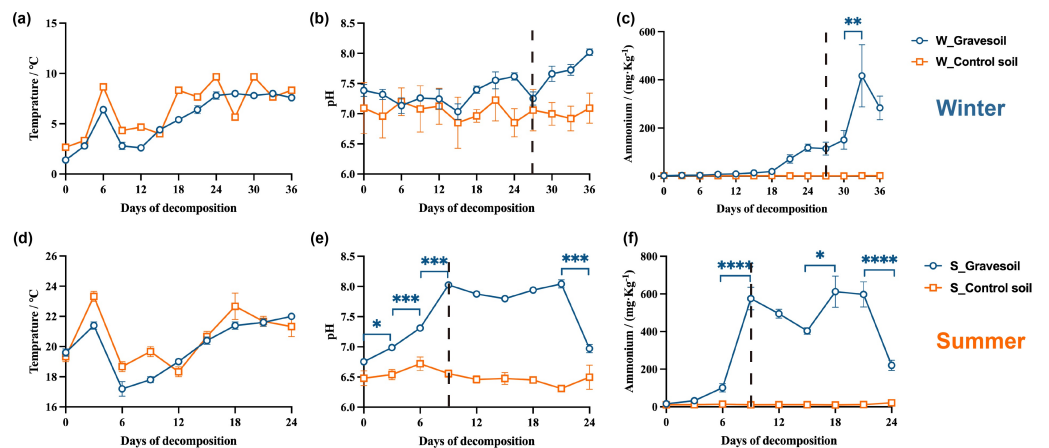 (a)
Temprature / °C
15
10
5
0
0 6 12 18 24 30 36
Days of decomposition
(b)
pH
8.5
8.0
7.5
7.0
6.5
6.0
0 6 12 18 24 30 36
Days of decomposition
(c)
Ammonium / (mg·Kg-1)
600
400
200
0
**
0 6 12 18 24 30 36
Days of decomposition
W_Gravesoil
W_Control soil
Winter
(d)
Temprature / °C
26
24
22
20
18
16
0 6 12 18 24
Days of decomposition
(e)
pH
8.5
8.0
7.5
7.0
6.5
6.0
*
***
***
***
0 6 12 18 24
Days of decomposition
(f)
Ammonium / (mg·Kg-1)
800
600
400
200
0
****
*
****
0 6 12 18 24
Days of decomposition
S_Gravesoil
S_Control soil
Summer